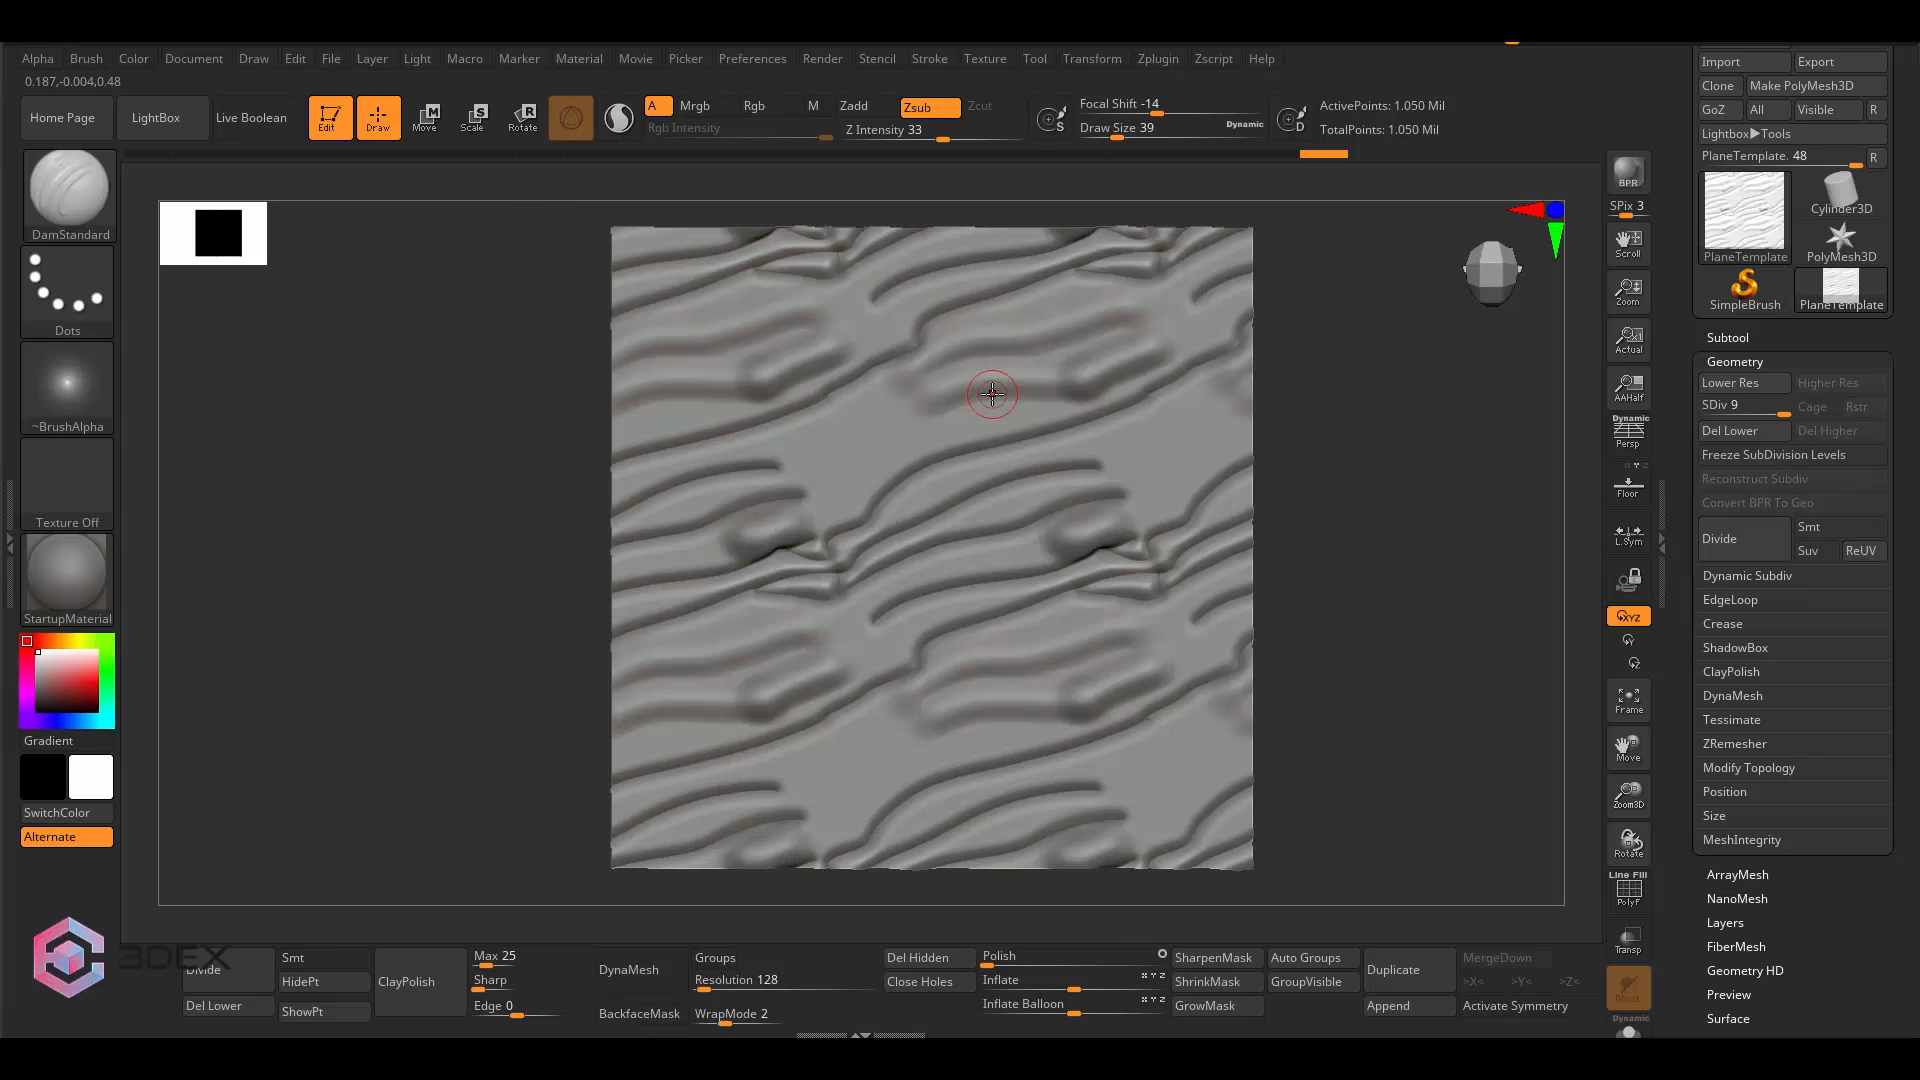 Alpha Brush Color Document Draw Edit File Layer Light Macro Marker Material Movie Picker Preferences Render Stencil Stroke Texture Tool Transform Zplugin Zscript Help
0.187,-0.004,0.48
Home Page
LightBox
Live Boolean
Edit
Draw
Move
Scale
Rotate
A Mrgb Rgb M Zadd Zsub Zcut
Rgb Intensity
Z Intensity 33
Focal Shift -14
Draw Size 39
Dynamic
ActivePoints: 1.050 Mil
TotalPoints: 1.050 Mil
DamStandard
Dots
~BrushAlpha
Texture Off
StartupMaterial
Gradient
SwitchColor
Alternate
3DEX
BPR
SPix 3
Scroll
Zoom
Actual
AAHalf
Dynamic
Persp
Floor
L.Sym
XYZ
Frame
Move
Zoom3D
Rotate
Line Fill
PolyF
Transp
Ghost
Dynamic
Import Export
Clone Make PolyMesh3D
GoZ All Visible R
Lightbox▶Tools
PlaneTemplate. 48 R
PlaneTemplate
Cylinder3D
PolyMesh3D
SimpleBrush
PlaneTemplate
Subtool
Geometry
Lower Res Higher Res
SDiv 9 Cage Rstr
Del Lower Del Higher
Freeze SubDivision Levels
Reconstruct Subdiv
Convert BPR To Geo
Divide Smt
Suv ReUV
Dynamic Subdiv
EdgeLoop
Crease
ShadowBox
ClayPolish
DynaMesh
Tessimate
ZRemesher
Modify Topology
Position
Size
MeshIntegrity
ArrayMesh
NanoMesh
Layers
FiberMesh
Geometry HD
Preview
Surface
Divide
Del Lower
Smt
HidePt
ShowPt
ClayPolish
Max 25
Sharp
Edge 0
DynaMesh
BackfaceMask
Groups
Resolution 128
WrapMode 2
Del Hidden
Close Holes
Polish
Inflate
Inflate Balloon
SharpenMask
ShrinkMask
GrowMask
Auto Groups
GroupVisible
Duplicate
Append
MergeDown
>X< >Y< >Z<
Activate Symmetry